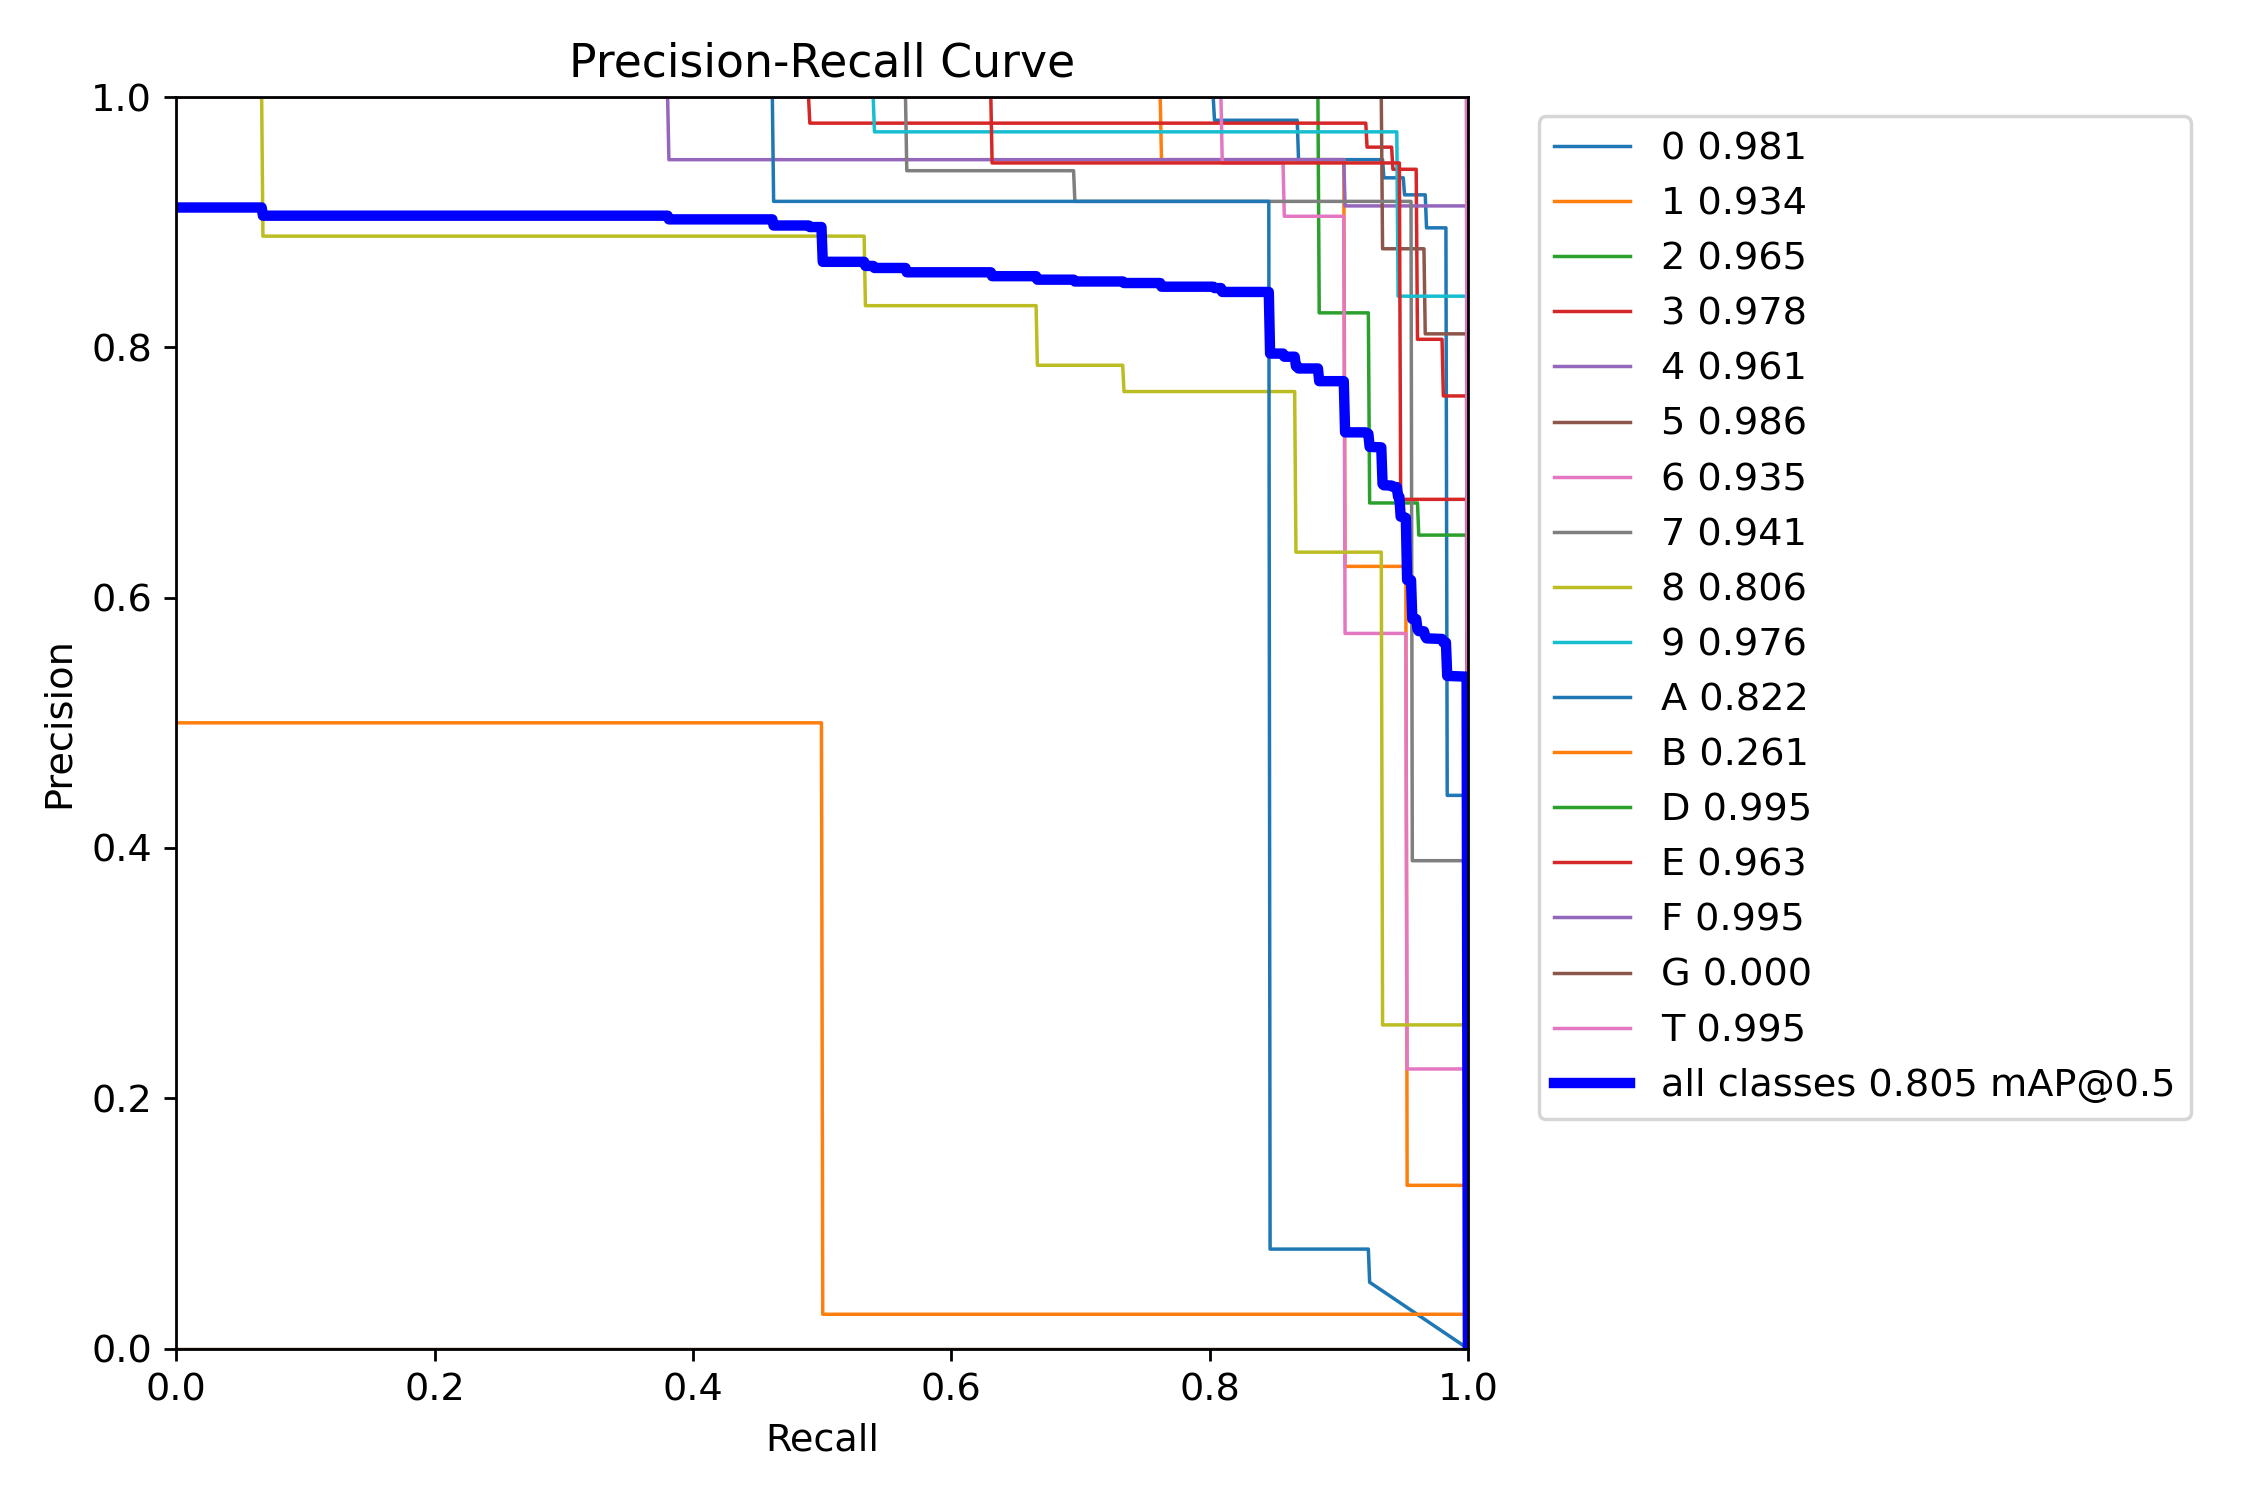 Precision-Recall Curve
1.0
0.8
0.6
0.4
0.2
0.0
Precision
0.0 0.2 0.4 0.6 0.8 1.0
Recall
0 0.981
1 0.934
2 0.965
3 0.978
4 0.961
5 0.986
6 0.935
7 0.941
8 0.806
9 0.976
A 0.822
B 0.261
D 0.995
E 0.963
F 0.995
G 0.000
T 0.995
all classes 0.805 mAP@0.5